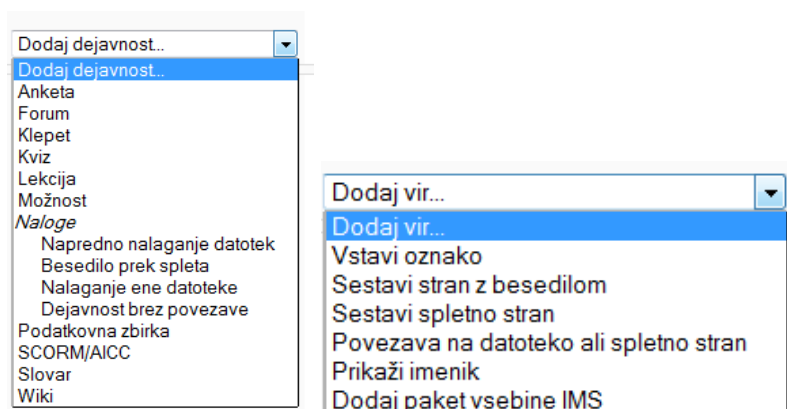 Dodaj dejavnost...
Dodaj dejavnost...
Anketa
Forum
Klepet
Kviz
Lekcija
Možnost
Naloge
Napredno nalaganje datotek
Besedilo prek spleta
Nalaganje ene datoteke
Dejavnost brez povezave
Podatkovna zbirka
SCORM/AICC
Slovar
Wiki
Dodaj vir...
Dodaj vir...
Vstavi oznako
Sestavi stran z besedilom
Sestavi spletno stran
Povezava na datoteko ali spletno stran
Prikaži imenik
Dodaj paket vsebine IMS